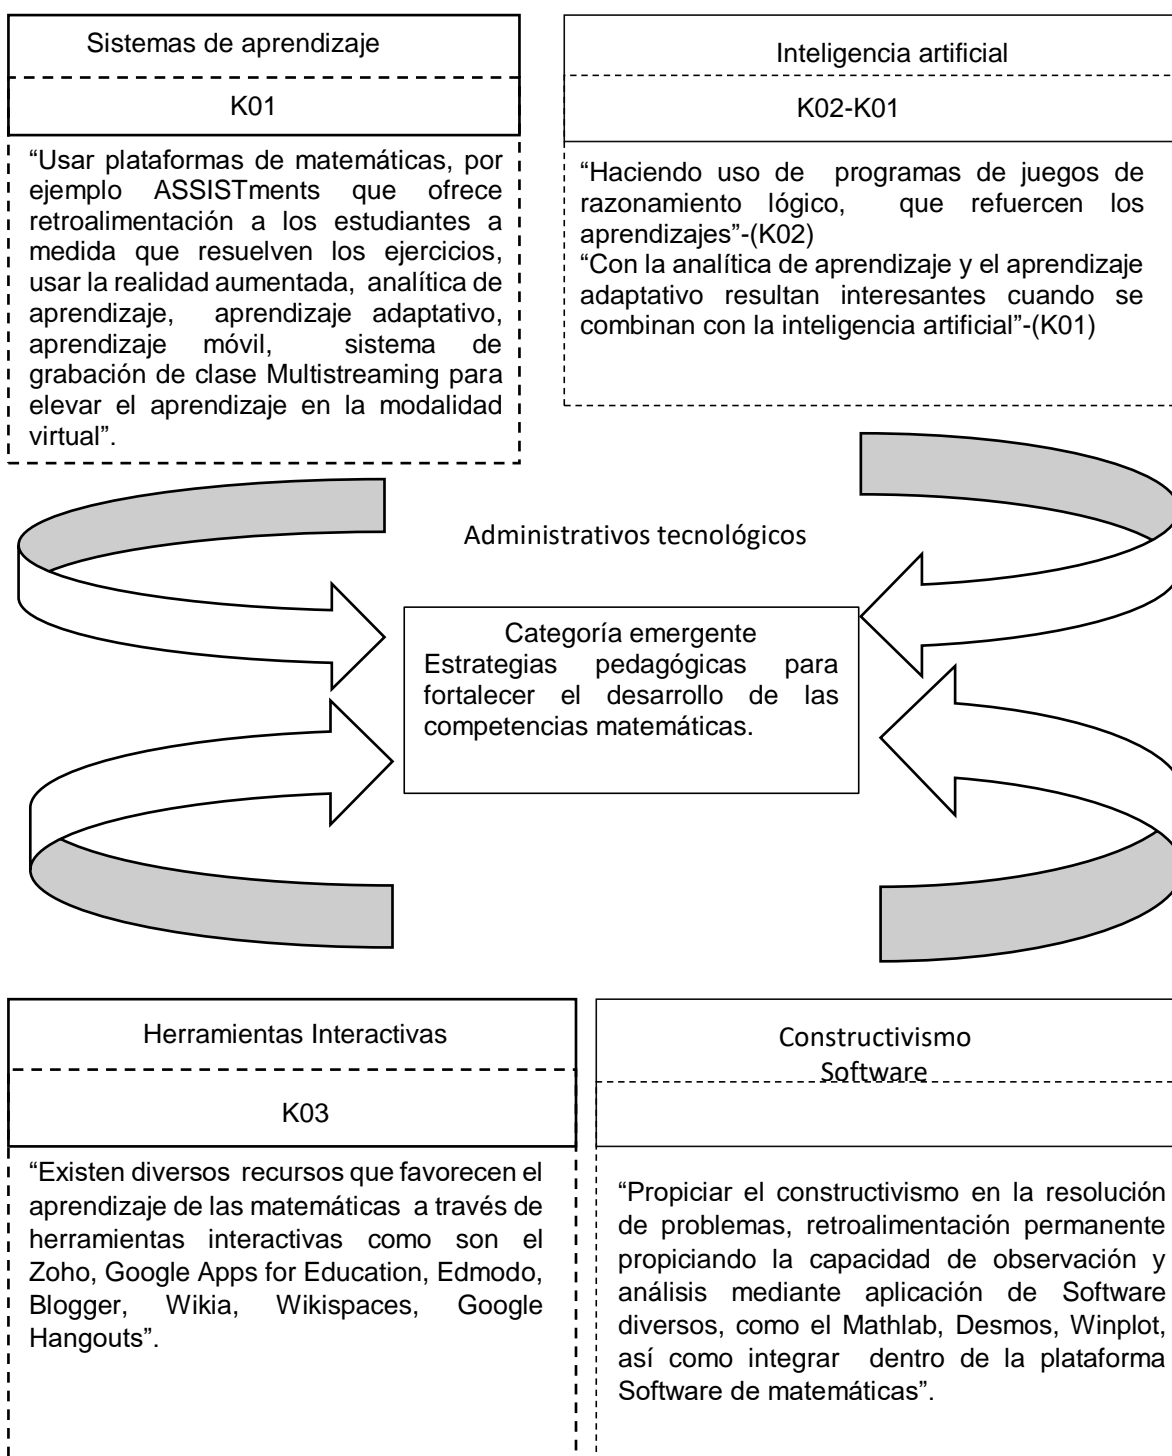 Sistemas de aprendizaje
K01
“Usar plataformas de matemáticas, por
ejemplo ASSISTments que ofrece
retroalimentación a los estudiantes a
medida que resuelven los ejercicios,
usar la realidad aumentada, analítica de
aprendizaje, aprendizaje adaptativo,
aprendizaje móvil, sistema de
grabación de clase Multistreaming para
elevar el aprendizaje en la modalidad
virtual”.
Inteligencia artificial
K02-K01
“Haciendo uso de programas de juegos de
razonamiento lógico, que refuercen los
aprendizajes”-(K02)
“Con la analítica de aprendizaje y el aprendizaje
adaptativo resultan interesantes cuando se
combinan con la inteligencia artificial”-(K01)
Administrativos tecnológicos
Categoría emergente
Estrategias pedagógicas para
fortalecer el desarrollo de las
competencias matemáticas.
Herramientas Interactivas
K03
“Existen diversos recursos que favorecen el
aprendizaje de las matemáticas a través de
herramientas interactivas como son el
Zoho, Google Apps for Education, Edmodo,
Blogger, Wikia, Wikispaces, Google
Hangouts”.
Constructivismo
Software
“Propiciar el constructivismo en la resolución
de problemas, retroalimentación permanente
propiciando la capacidad de observación y
análisis mediante aplicación de Software
diversos, como el Mathlab, Desmos, Winplot,
así como integrar dentro de la plataforma
Software de matemáticas”.